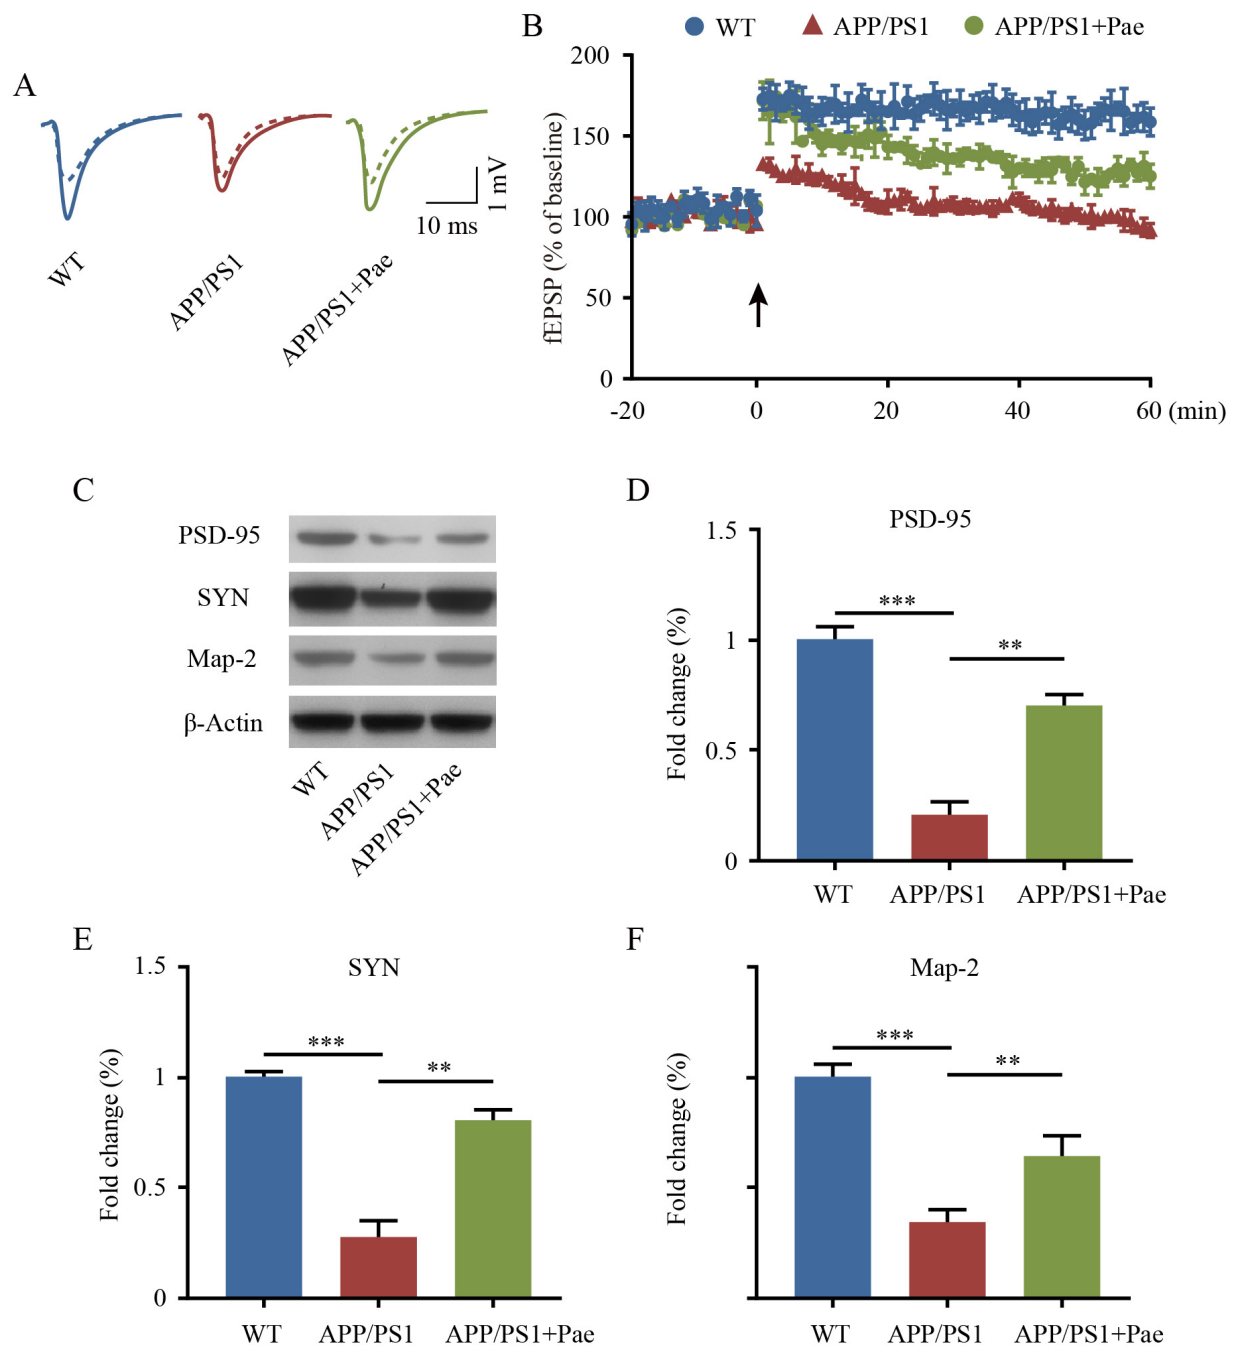 A
WT
APP/PS1
APP/PS1+Pae
1 mV
10 ms
B
WT APP/PS1 APP/PS1+Pae
fEPSP (% of baseline)
200
150
100
50
0
-20 0 20 40 60 (min)
C
PSD-95
SYN
Map-2
β-Actin
WT
APP/PS1
APP/PS1+Pae
D
PSD-95
Fold change (%)
1.5
1
0.5
0
***
**
WT APP/PS1 APP/PS1+Pae
E
SYN
Fold change (%)
1.5
1
0.5
0
***
**
WT APP/PS1 APP/PS1+Pae
F
Map-2
Fold change (%)
***
**
WT APP/PS1 APP/PS1+Pae